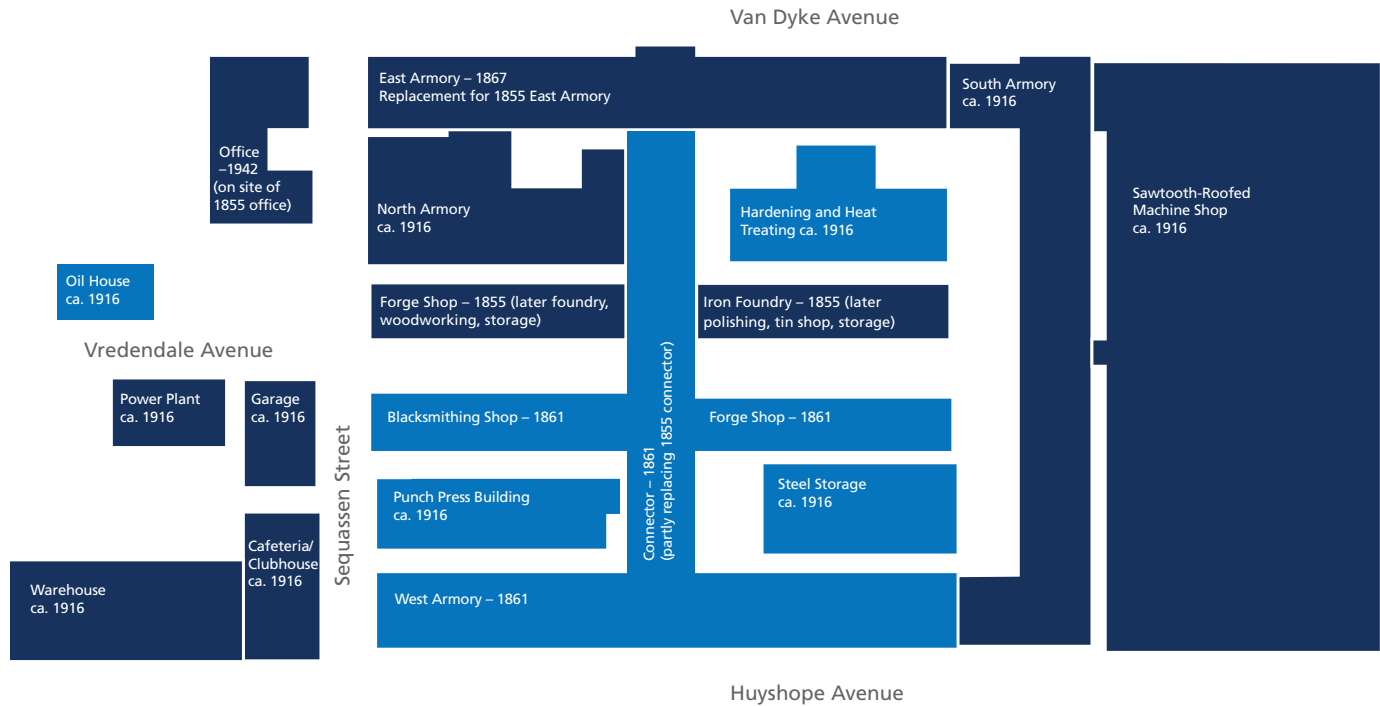 Van Dyke Avenue
East Armory – 1867
Replacement for 1855 East Armory
South Armory
ca. 1916
Office
–1942
(on site of
1855 office)
North Armory
ca. 1916
Hardening and Heat
Treating ca. 1916
Sawtooth-Roofed
Machine Shop
ca. 1916
Oil House
ca. 1916
Forge Shop – 1855 (later foundry,
woodworking, storage)
Iron Foundry – 1855 (later
polishing, tin shop, storage)
Vredendale Avenue
Power Plant
ca. 1916
Garage
ca. 1916
Sequassen Street
Blacksmithing Shop – 1861
Connector – 1861
(partly replacing 1855 connector)
Forge Shop – 1861
Punch Press Building
ca. 1916
Steel Storage
ca. 1916
Cafeteria/
Clubhouse
ca. 1916
Warehouse
ca. 1916
West Armory – 1861
Huyshope Avenue